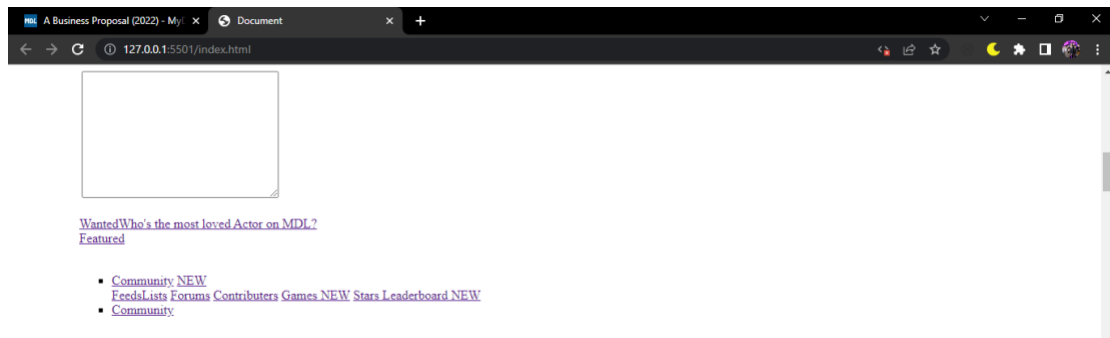 MDL A Business Proposal (2022) - My
Document
127.0.0.1:5501/index.html
WantedWho's the most loved Actor on MDL?
Featured
Community NEW
FeedsLists Forums Contributers Games NEW Stars Leaderboard NEW
Community